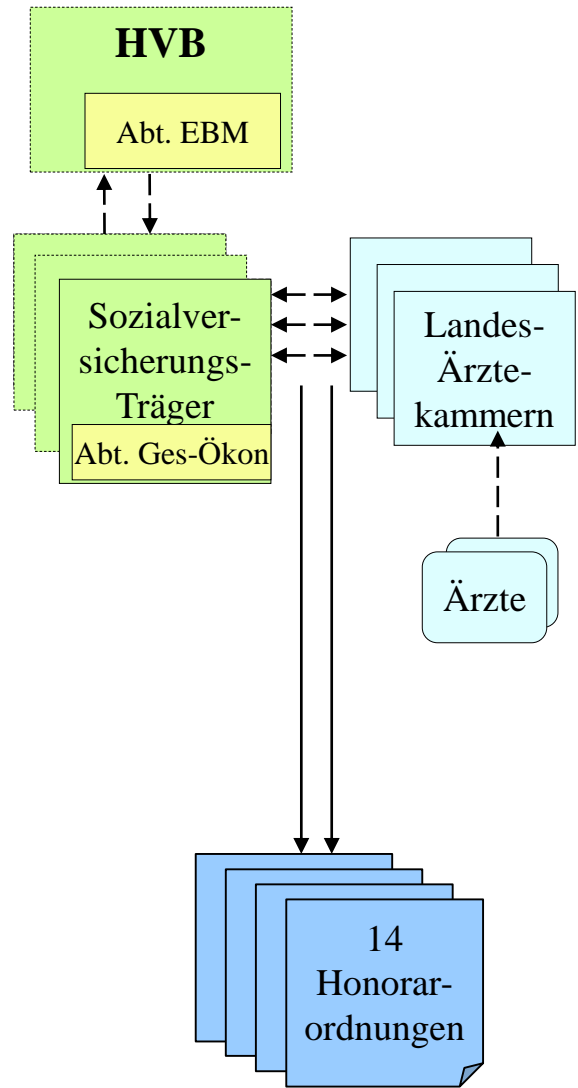 HVB
Abt. EBM
Sozialver-
sicherungs-
Träger
Abt. Ges-Ökon
Landes-
Ärzte-
kammern
Ärzte
14
Honorar-
ordnungen